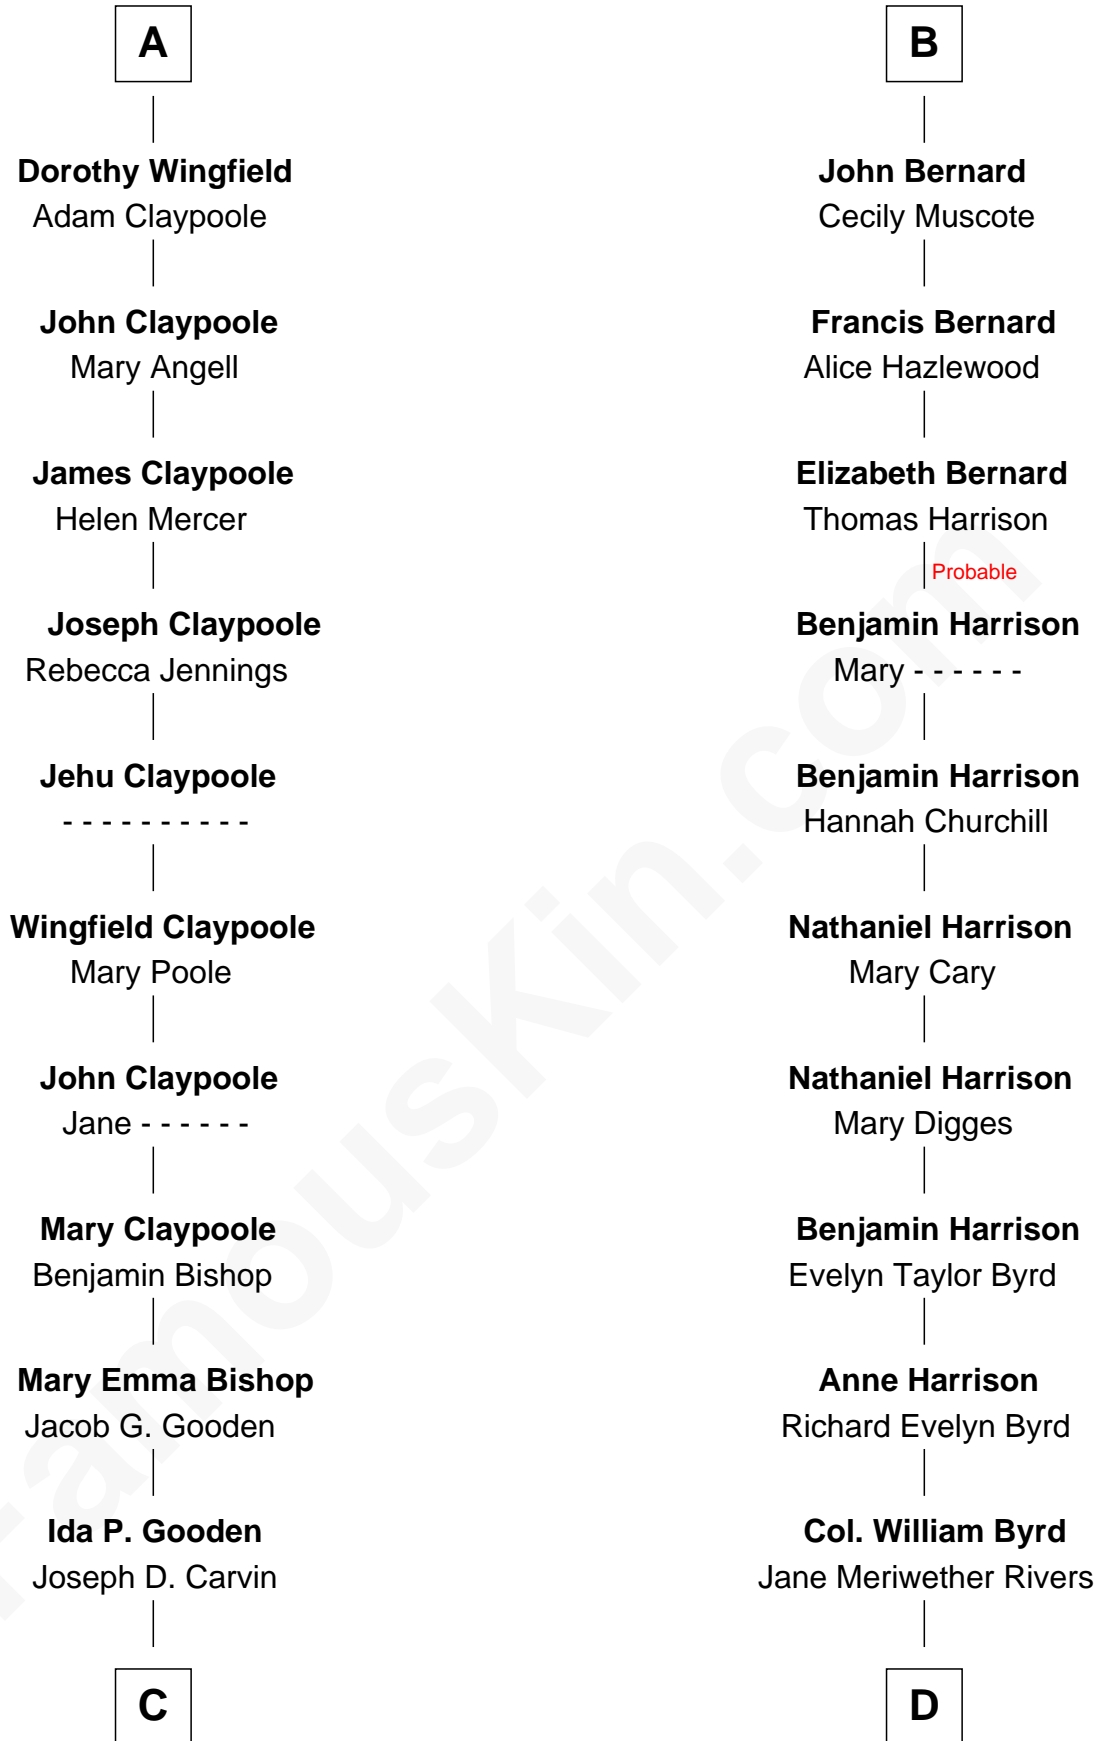 A
Dorothy Wingfield
Adam Claypoole
John Claypoole
Mary Angell
James Claypoole
Helen Mercer
Joseph Claypoole
Rebecca Jennings
Jehu Claypoole
- - - - - - - - - -
Wingfield Claypoole
Mary Poole
John Claypoole
Jane - - - - - -
Mary Claypoole
Benjamin Bishop
Mary Emma Bishop
Jacob G. Gooden
Ida P. Gooden
Joseph D. Carvin
C
B
John Bernard
Cecily Muscote
Francis Bernard
Alice Hazlewood
Elizabeth Bernard
Thomas Harrison
Probable
Benjamin Harrison
Mary - - - - - -
Benjamin Harrison
Hannah Churchill
Nathaniel Harrison
Mary Cary
Nathaniel Harrison
Mary Digges
Benjamin Harrison
Evelyn Taylor Byrd
Anne Harrison
Richard Evelyn Byrd
Col. William Byrd
Jane Meriwether Rivers
D
FamousKin.com